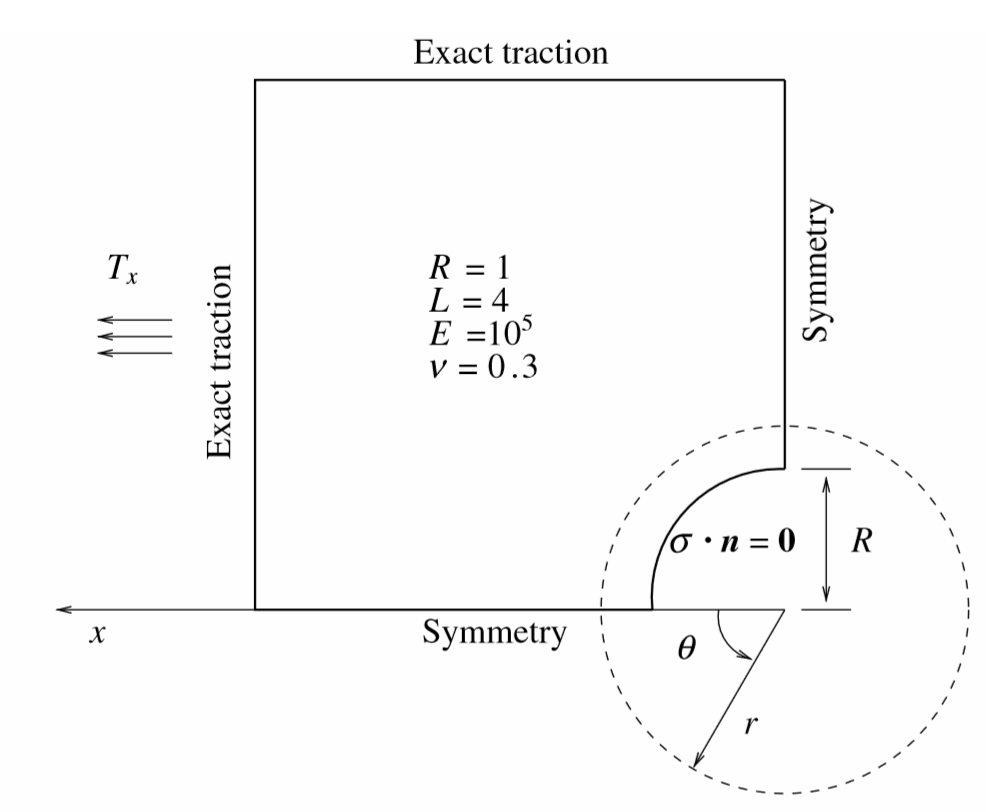 Exact traction
Symmetry
T_x
Exact traction
R = 1
L = 4
E =10^5
ν = 0.3
σ · n = 0
R
x
Symmetry
θ
r